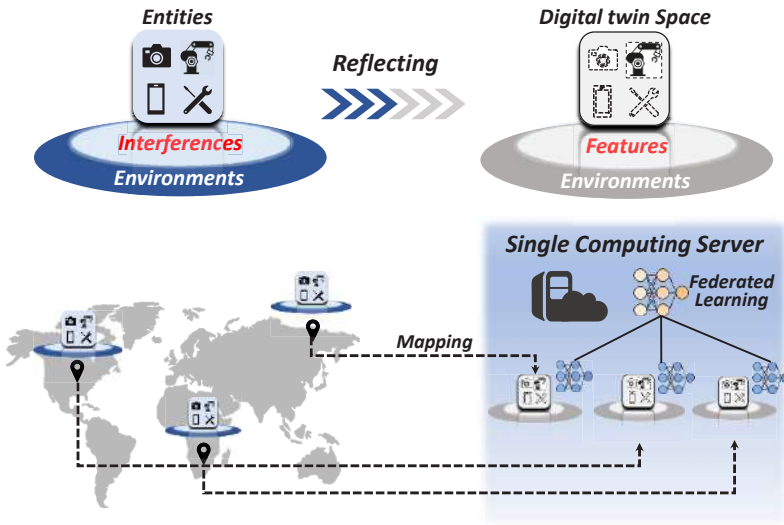 Entities
Digital twin Space
Reflecting
Interferences
Features
Environments
Environments
Single Computing Server
Federated
Learning
Mapping